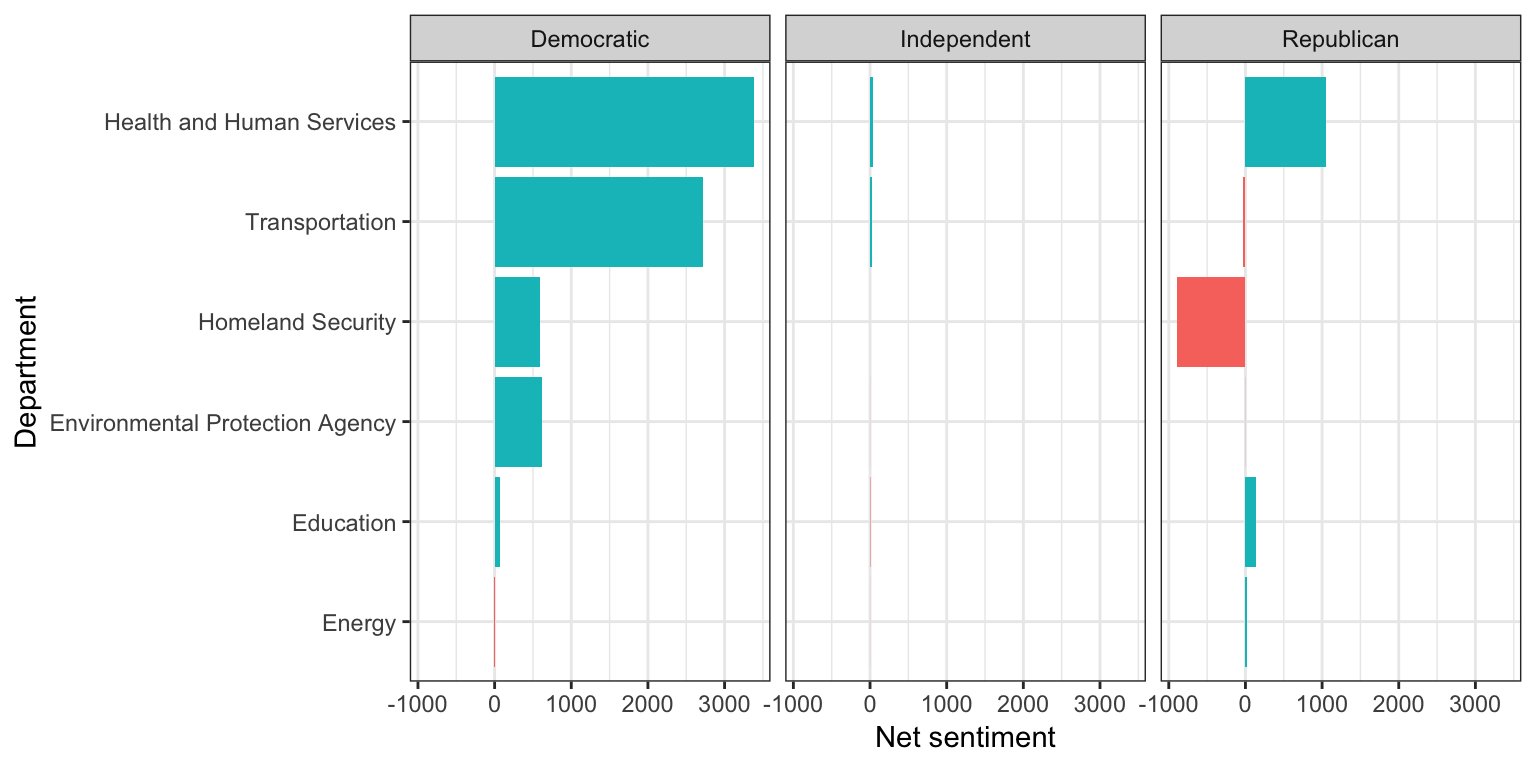 Democratic
Independent
Republican
Department
Health and Human Services
Transportation
Homeland Security
Environmental Protection Agency
Education
Energy
-1000 0 1000 2000 3000
-1000 0 1000 2000 3000
-1000 0 1000 2000 3000
Net sentiment